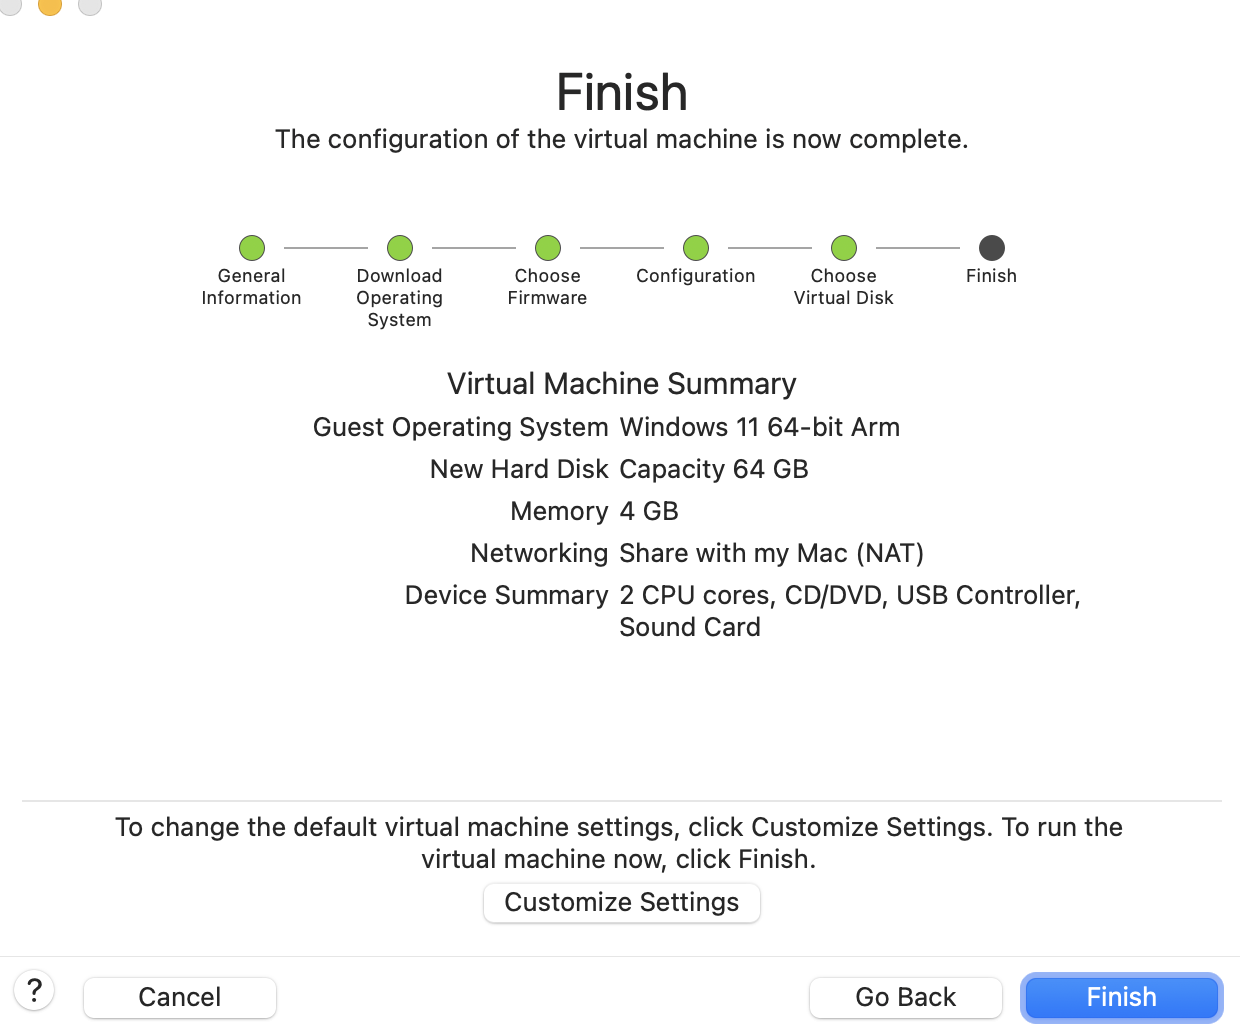 Finish
The configuration of the virtual machine is now complete.
General
Information
Download
Operating
System
Choose
Firmware
Configuration
Choose
Virtual Disk
Finish
Virtual Machine Summary
Guest Operating System Windows 11 64-bit Arm
New Hard Disk Capacity 64 GB
Memory 4 GB
Networking Share with my Mac (NAT)
Device Summary 2 CPU cores, CD/DVD, USB Controller,
Sound Card
To change the default virtual machine settings, click Customize Settings. To run the
virtual machine now, click Finish.
Customize Settings
? Cancel Go Back Finish